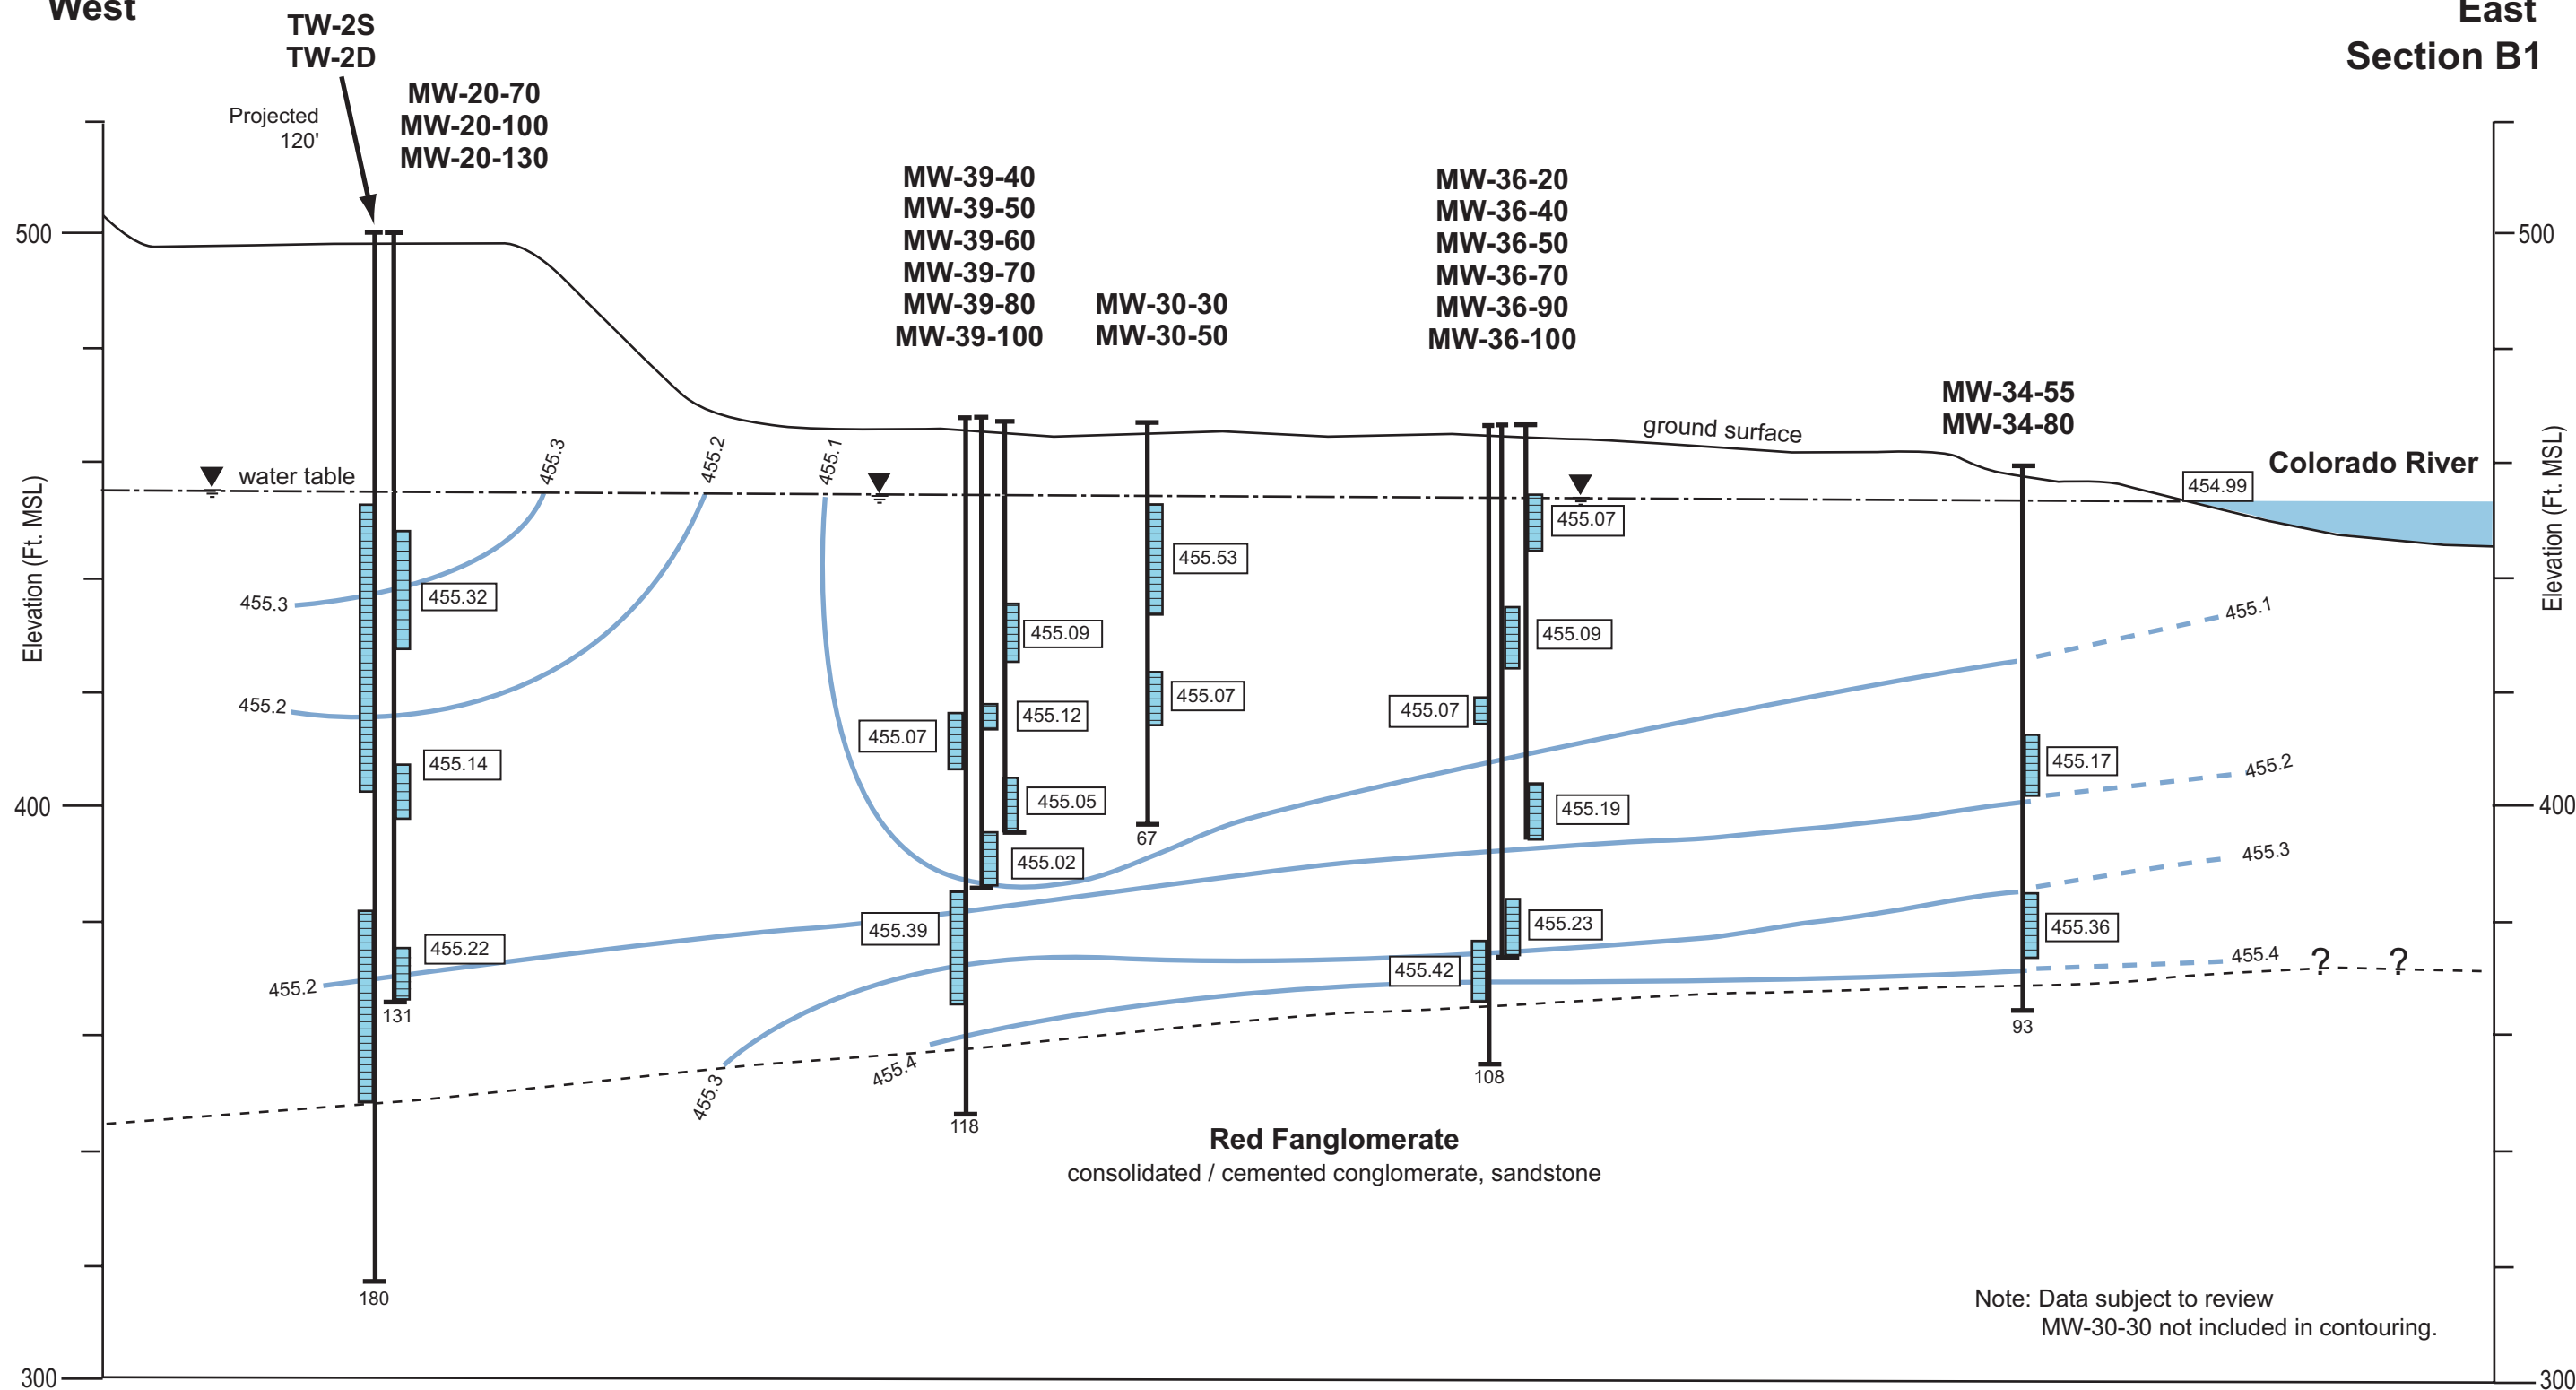 West
East
Section B1
TW-2S
TW-2D
Projected
120'
MW-20-70
MW-20-100
MW-20-130
MW-39-40
MW-39-50
MW-39-60
MW-39-70
MW-39-80
MW-39-100
MW-30-30
MW-30-50
MW-36-20
MW-36-40
MW-36-50
MW-36-70
MW-36-90
MW-36-100
MW-34-55
MW-34-80
500
500
ground surface
Colorado River
454.99
water table
455.3
455.2
455.1
Elevation (Ft. MSL)
Elevation (Ft. MSL)
455.07
455.53
455.3
455.32
455.09
455.09
455.1
455.2
455.07
455.07
455.12
455.07
455.14
455.17
455.2
400
400
455.05
455.19
67
455.02
455.3
455.39
455.23
455.36
455.22
455.4
? ?
455.42
455.2
131
93
455.3
455.4
108
118
Red Fanglomerate
consolidated / cemented conglomerate, sandstone
180
Note: Data subject to review
MW-30-30 not included in contouring.
300
300